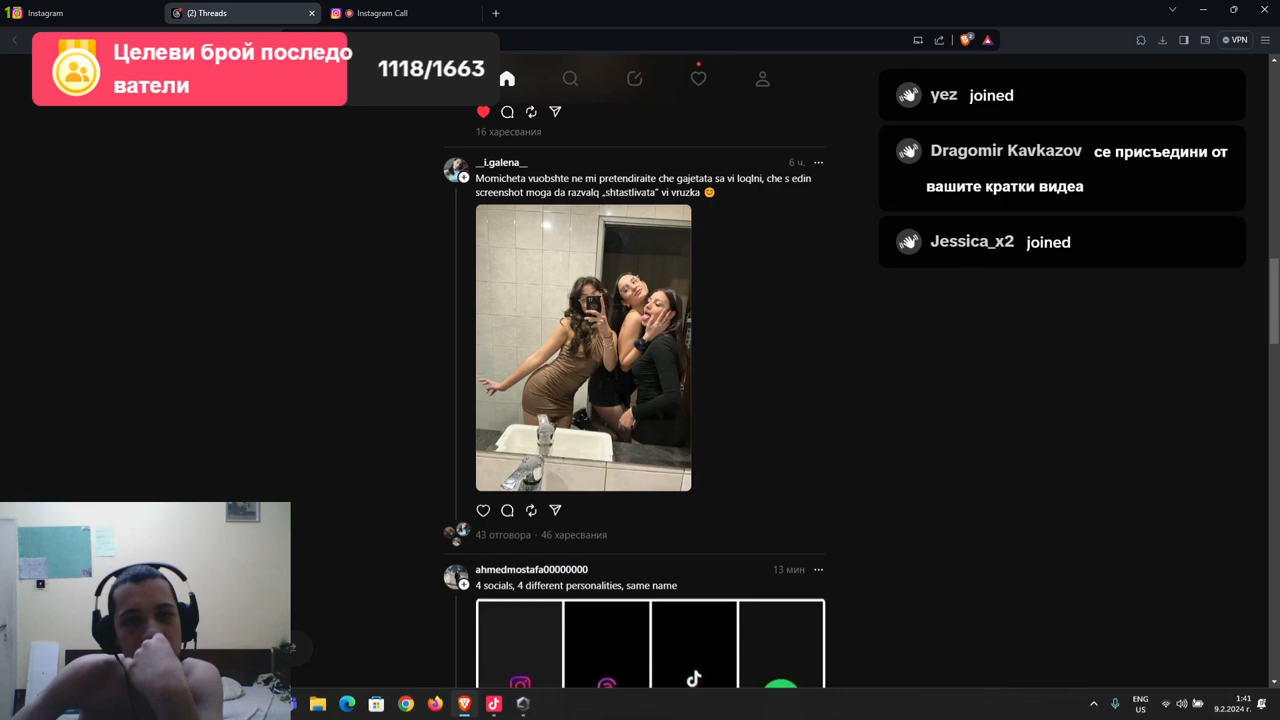 Instagram
(2) Threads
Instagram Call
VPN
Целеви брой последо
ватели
1118/1663
yez joined
Dragomir Kavkazov се присъедини от
вашите кратки видеа
Jessica_x2 joined
16 харесвания
__i.galena__
6 ч.
Momicheta vuobshte ne mi pretendiraite che gajetata sa vi loqlni, che s edin
screenshot moga da razvalq „shtastlivata" vi vruzka 😊
43 отговора · 46 харесвания
ahmedmostafa00000000
13 мин
4 socials, 4 different personalities, same name
ENG
US
1:41
9.2.2024 г.